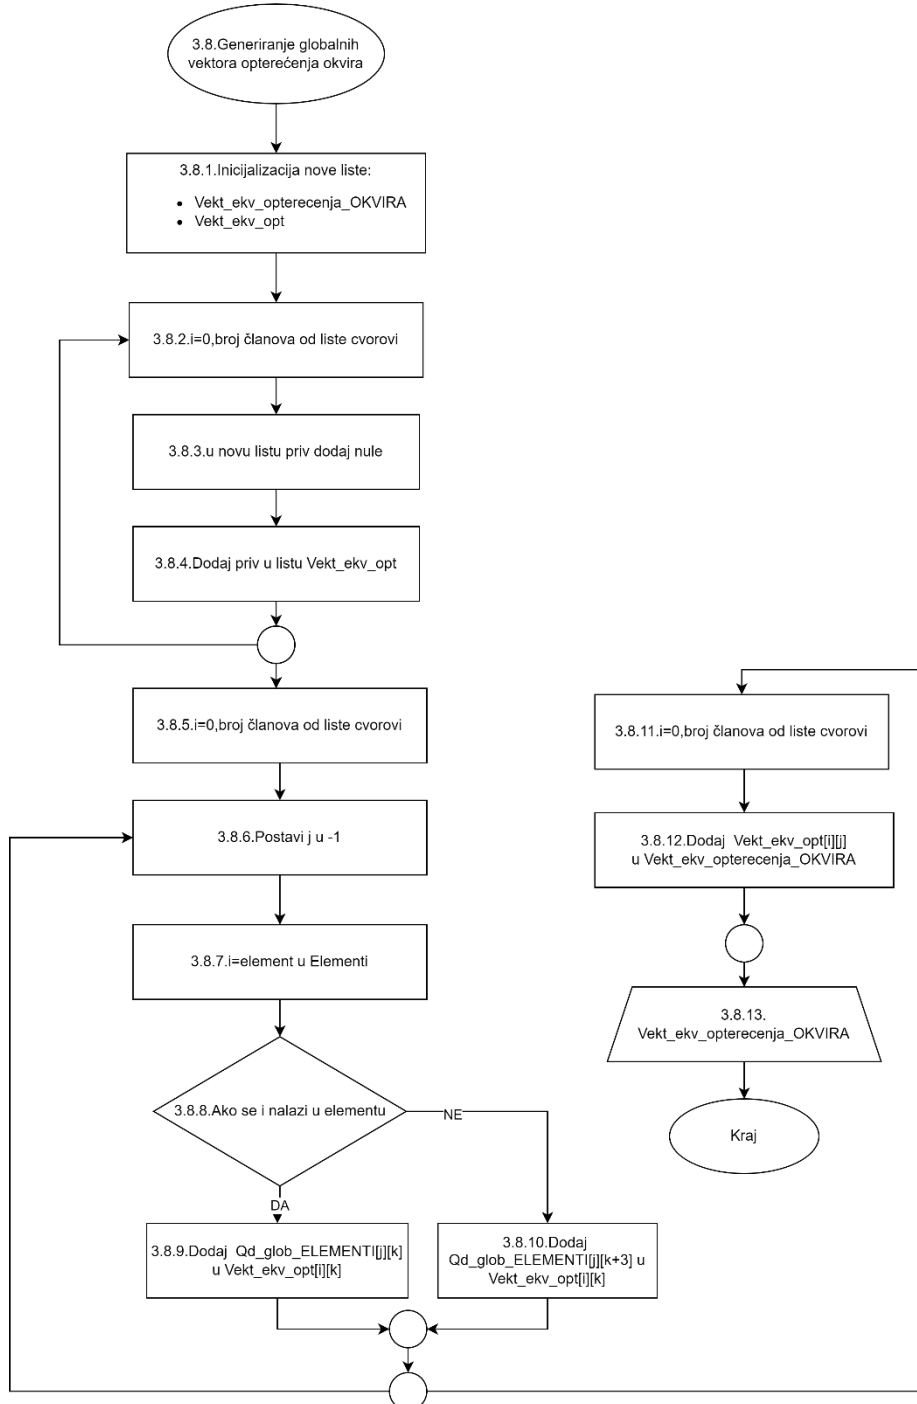 3.8.Generiranje globalnih
vektora opterećenja okvira
3.8.1.Inicijalizacija nove liste:
• Vekt_ekv_opterecenja_OKVIRA
• Vekt_ekv_opt
3.8.2.i=0,broj članova od liste cvorovi
3.8.3.u novu listu priv dodaj nule
3.8.4.Dodaj priv u listu Vekt_ekv_opt
3.8.5.i=0,broj članova od liste cvorovi
3.8.6.Postavi j u -1
3.8.7.i=element u Elementi
3.8.8.Ako se i nalazi u elementu
NE
DA
3.8.9.Dodaj Qd_glob_ELEMENTI[j][k]
u Vekt_ekv_opt[i][k]
3.8.10.Dodaj
Qd_glob_ELEMENTI[j][k+3] u
Vekt_ekv_opt[i][k]
3.8.11.i=0,broj članova od liste cvorovi
3.8.12.Dodaj Vekt_ekv_opt[i][j]
u Vekt_ekv_opterecenja_OKVIRA
3.8.13.
Vekt_ekv_opterecenja_OKVIRA
Kraj